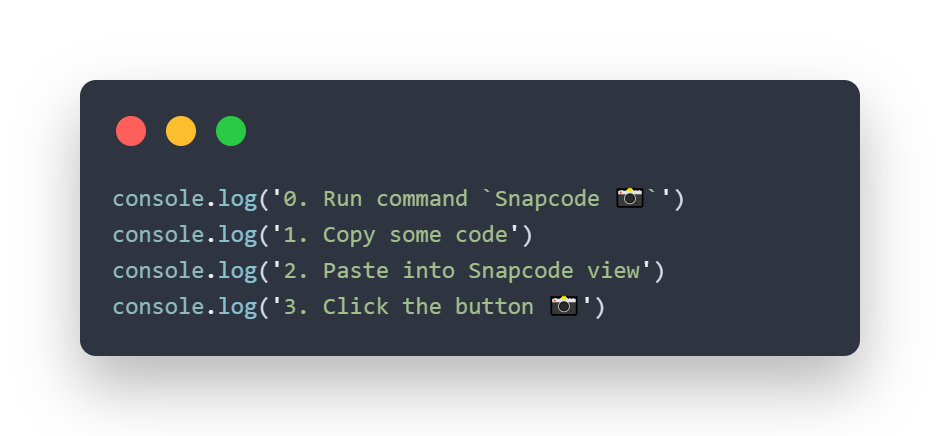 console.log('0. Run command `Snapcode 📸`')
console.log('1. Copy some code')
console.log('2. Paste into Snapcode view')
console.log('3. Click the button 📸')